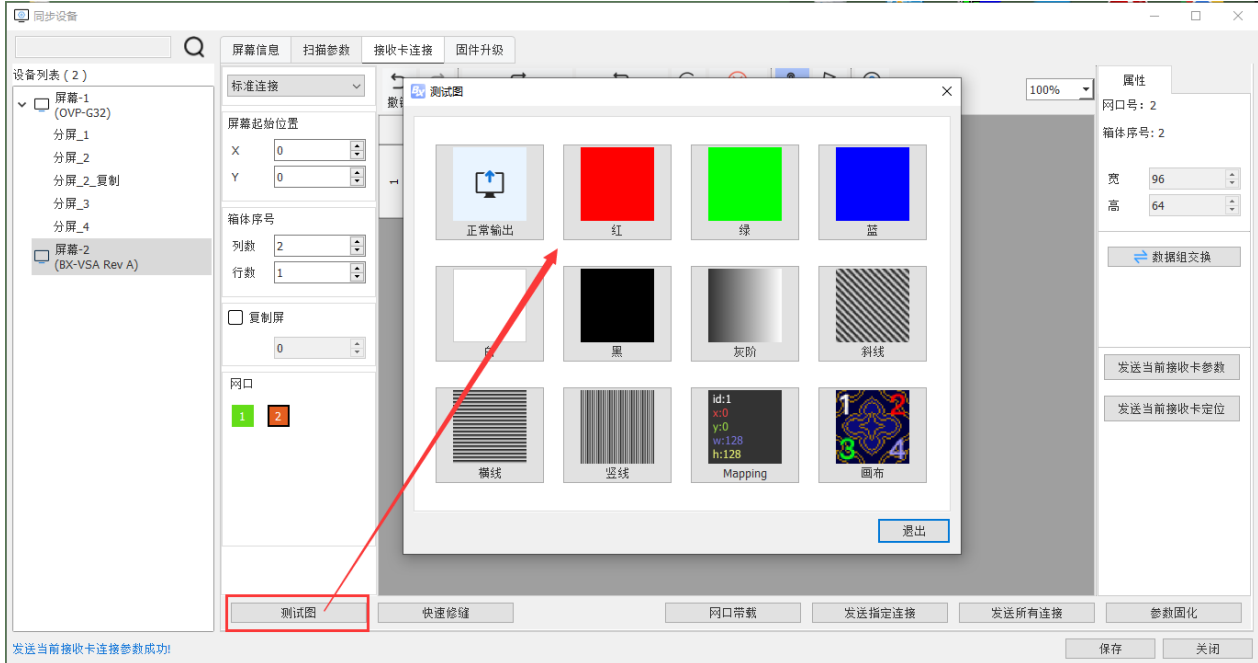 同步设备
屏幕信息 扫描参数 接收卡连接 固件升级
设备列表 ( 2 )
屏幕-1
(OVP-G32)
分屏_1
分屏_2
分屏_2_复制
分屏_3
分屏_4
屏幕-2
(BX-VSA Rev A)
标准连接
屏幕起始位置
X 0
Y 0
箱体序号
列数 2
行数 1
复制屏
0
网口
1 2
1
100%
测试图
正常输出 红 绿 蓝
黑 灰阶 斜线
id:1
x:0
y:0
w:128
h:128
1 2
3 4
横线 竖线 Mapping 画布
退出
属性
网口号: 2
箱体序号: 2
宽 96
高 64
数据组交换
发送当前接收卡参数
发送当前接收卡定位
测试图 快速修缝 网口带载 发送指定连接 发送所有连接 参数固化
发送当前接收卡连接参数成功!
保存 关闭